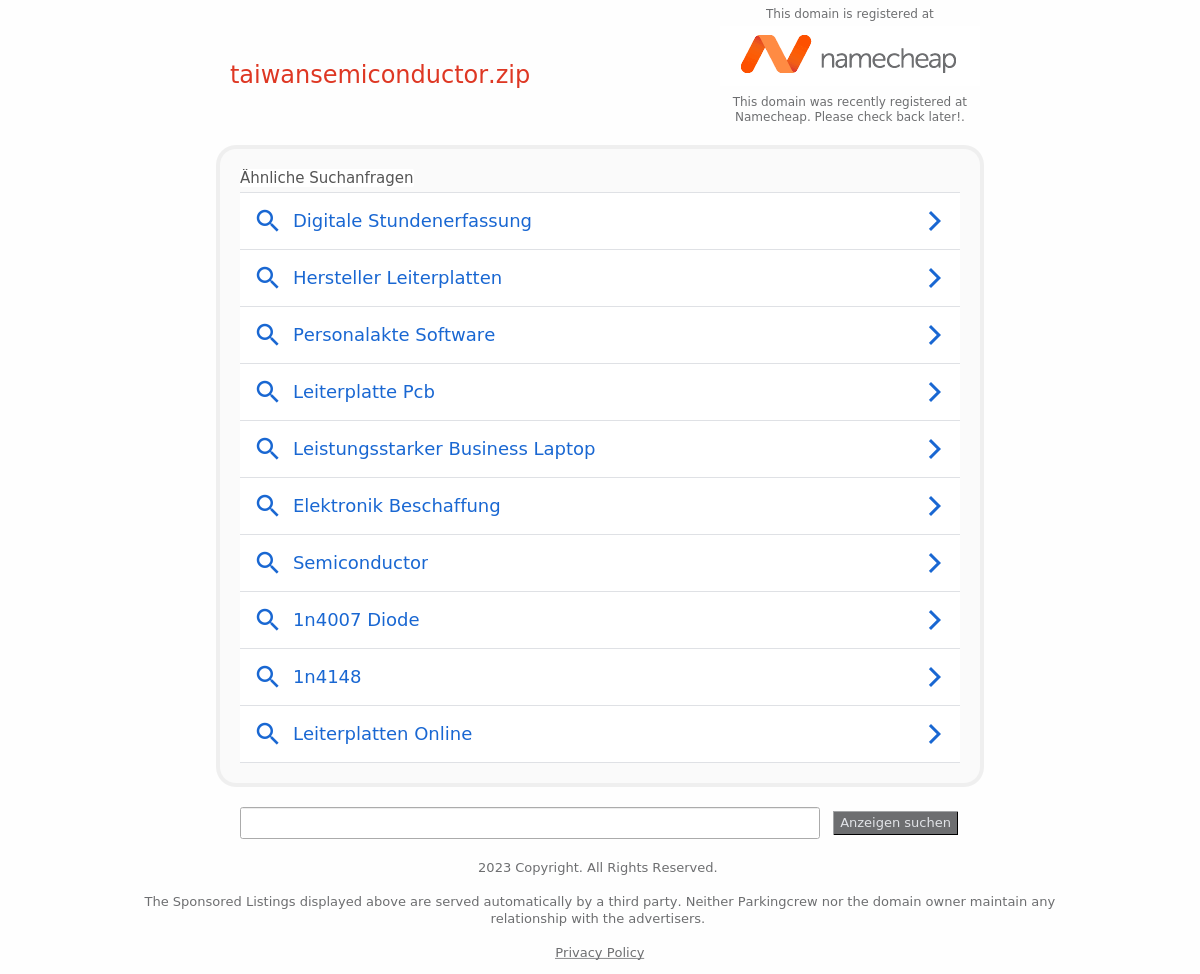 This domain is registered at
namecheap
taiwansemiconductor.zip
This domain was recently registered at
Namecheap. Please check back later!.
Ähnliche Suchanfragen
Digitale Stundenerfassung
Hersteller Leiterplatten
Personalakte Software
Leiterplatte Pcb
Leistungsstarker Business Laptop
Elektronik Beschaffung
Semiconductor
1n4007 Diode
1n4148
Leiterplatten Online
Anzeigen suchen
2023 Copyright. All Rights Reserved.
The Sponsored Listings displayed above are served automatically by a third party. Neither Parkingcrew nor the domain owner maintain any
relationship with the advertisers.
Privacy Policy